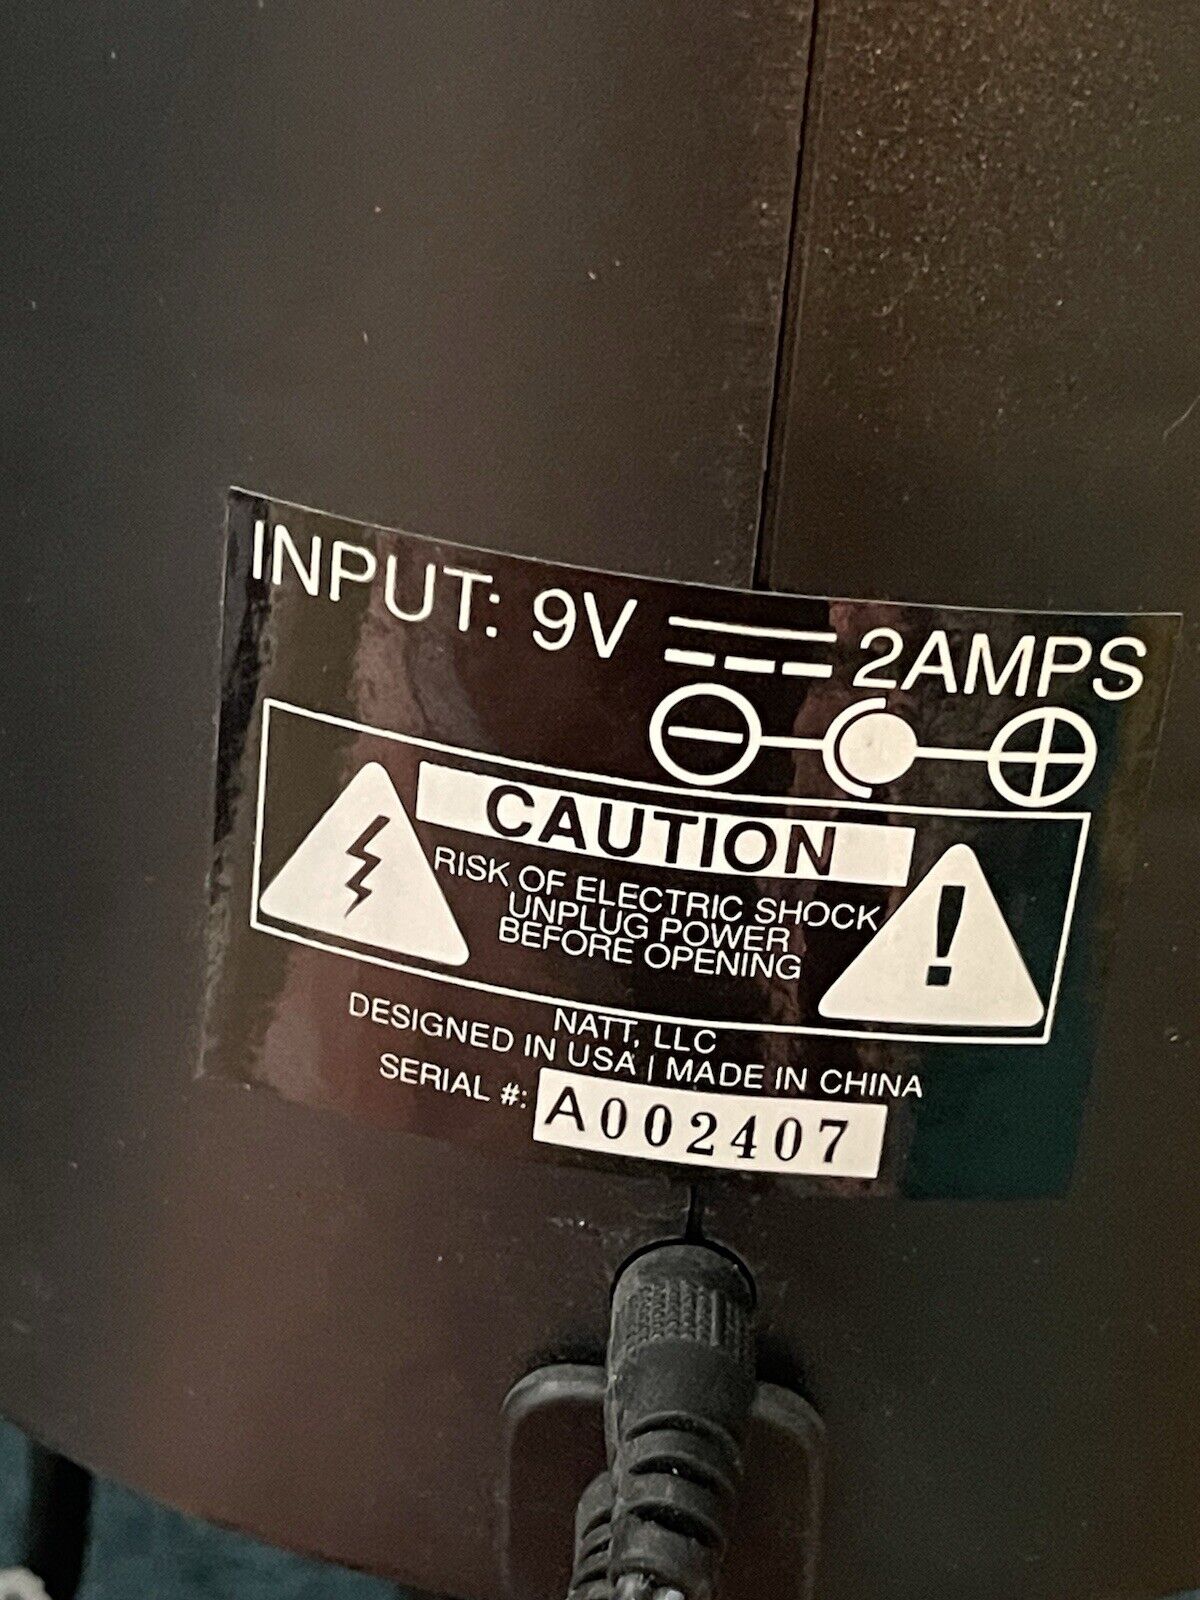 INPUT: 9V ⎓ 2AMPS
CAUTION
RISK OF ELECTRIC SHOCK
UNPLUG POWER
BEFORE OPENING
NATT, LLC
DESIGNED IN USA | MADE IN CHINA
SERIAL #: A002407